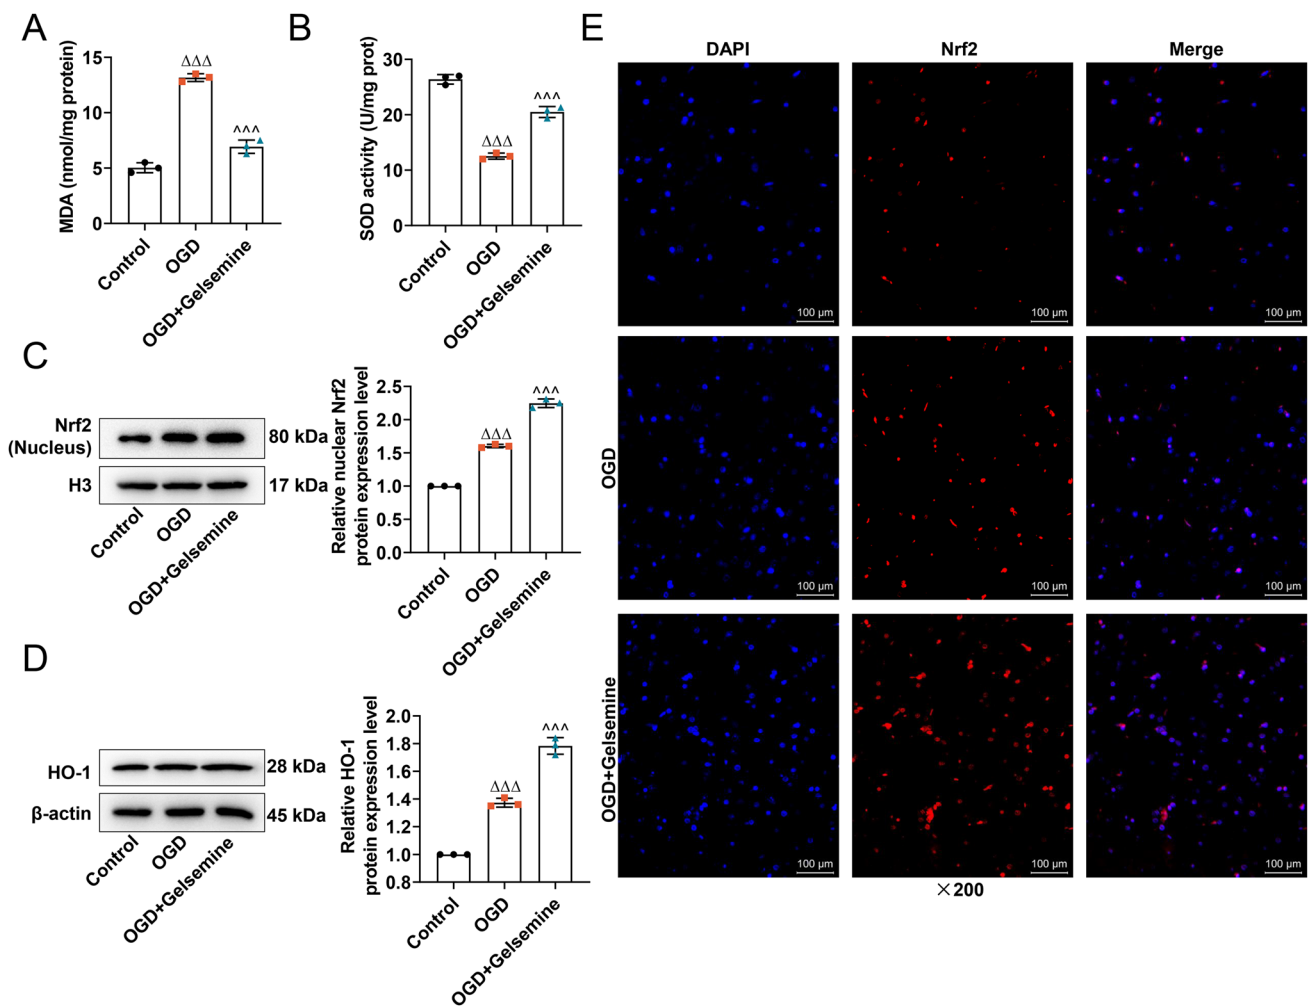 A
MDA (nmol/mg protein)
15
10
5
0
ΔΔΔ
^^^
Control
OGD
OGD+Gelsemine
B
SOD activity (U/mg prot)
30
20
10
0
ΔΔΔ
^^^
Control
OGD
OGD+Gelsemine
C
Nrf2
(Nucleus)
80 kDa
H3
17 kDa
Control
OGD
OGD+Gelsemine
Relative nuclear Nrf2
protein expression level
2.5
2.0
1.5
1.0
0.5
0.0
ΔΔΔ
^^^
Control
OGD
OGD+Gelsemine
D
HO-1
28 kDa
β-actin
45 kDa
Control
OGD
OGD+Gelsemine
Relative HO-1
protein expression level
2.0
1.8
1.6
1.4
1.2
1.0
0.8
ΔΔΔ
^^^
Control
OGD
OGD+Gelsemine
E
DAPI
Nrf2
Merge
100 μm
100 μm
100 μm
OGD
100 μm
100 μm
100 μm
OGD+Gelsemine
100 μm
100 μm
100 μm
×200